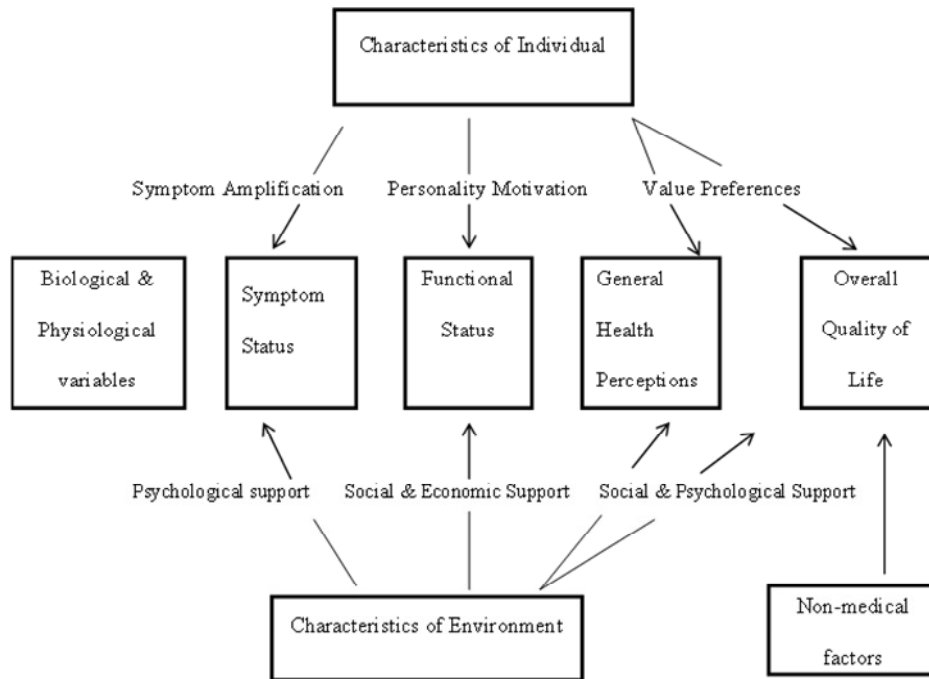 Characteristics of Individual
Symptom Amplification
Personality Motivation
Value Preferences
Biological &
Physiological
variables
Symptom
Status
Functional
Status
General
Health
Perceptions
Overall
Quality of
Life
Psychological support
Social & Economic Support
Social & Psychological Support
Characteristics of Environment
Non-medical
factors